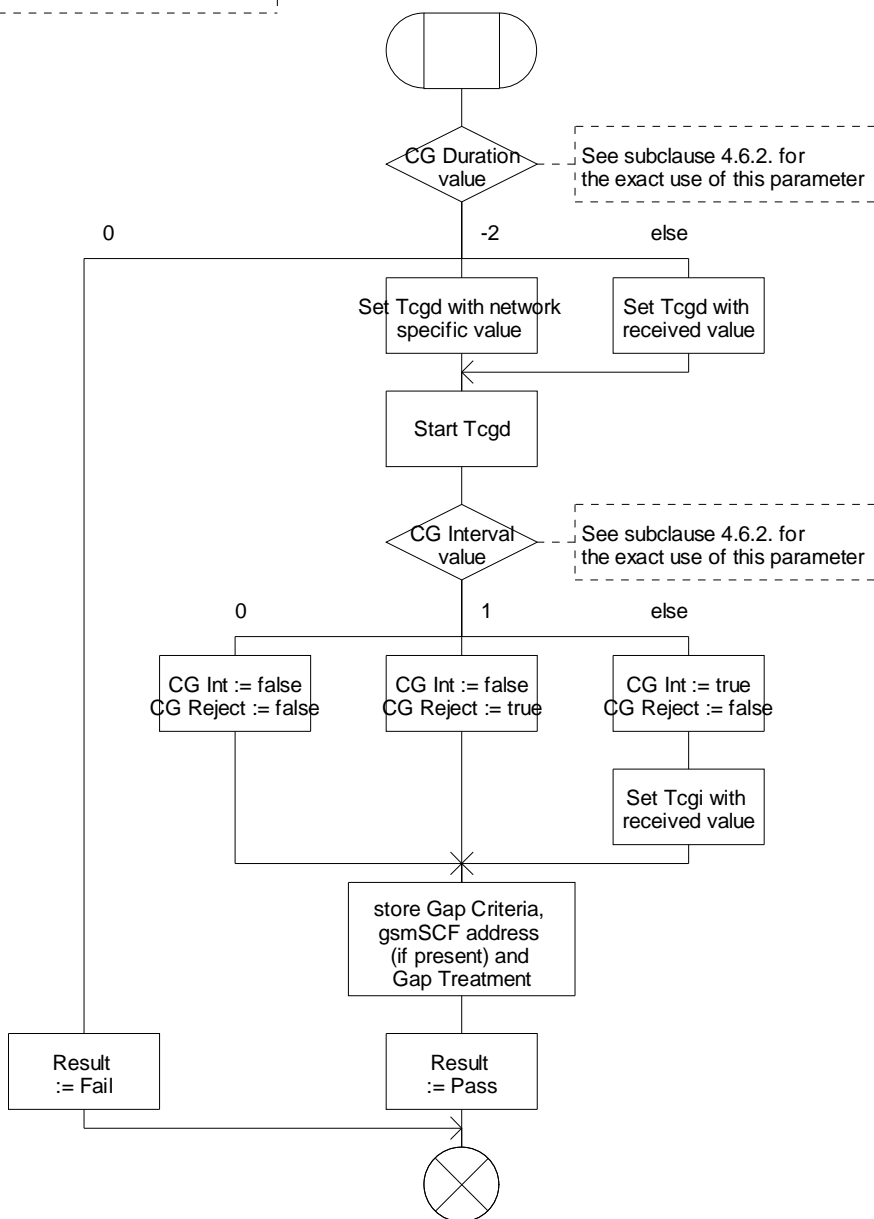 CG Duration
value
See subclause 4.6.2. for
the exact use of this parameter
0
-2
else
Set Tcgd with network
specific value
Set Tcgd with
received value
Start Tcgd
CG Interval
value
See subclause 4.6.2. for
the exact use of this parameter
0
1
else
CG Int := false
CG Reject := false
CG Int := false
CG Reject := true
CG Int := true
CG Reject := false
Set Tcgi with
received value
store Gap Criteria,
gsmSCF address
(if present) and
Gap Treatment
Result
:= Fail
Result
:= Pass